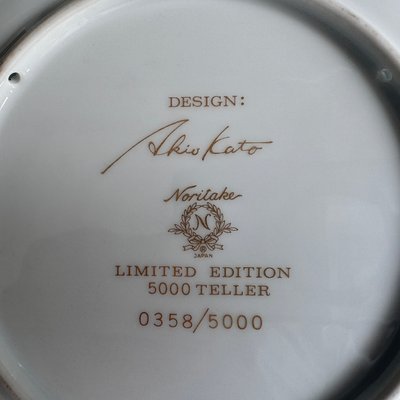 DESIGN:
Akio Kato
Noritake
N
JAPAN
LIMITED EDITION
5000 TELLER
0358/5000